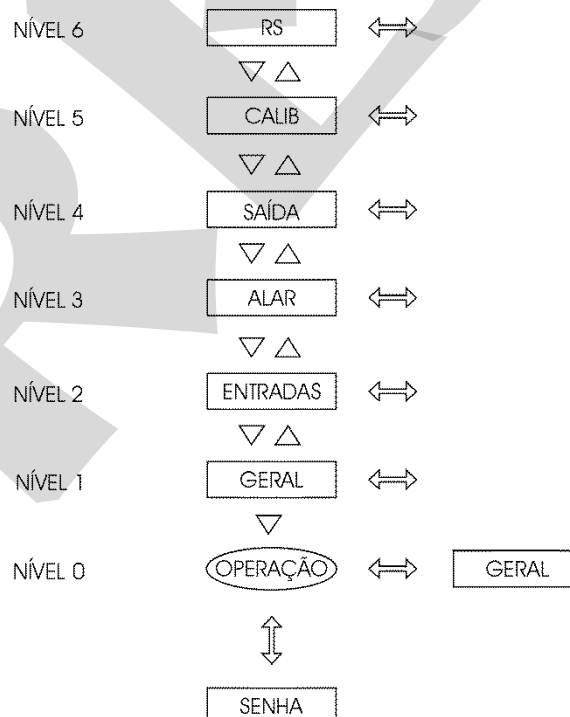 NÍVEL 6 RS
NÍVEL 5 CALIB
NÍVEL 4 SAÍDA
NÍVEL 3 ALAR
NÍVEL 2 ENTRADAS
NÍVEL 1 GERAL
NÍVEL 0 OPERAÇÃO GERAL
SENHA